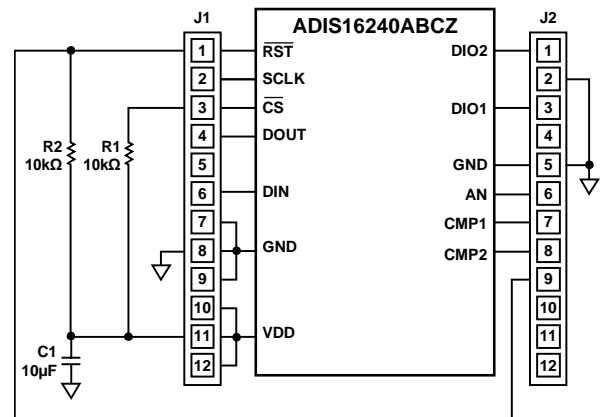 J1
ADIS16240ABCZ
J2
1 R̅S̅T̅ DIO2 1
2 SCLK 2
3 C̅S̅ DIO1 3
4 DOUT 4
R2
10kΩ
R1
10kΩ
5 GND 5
6 DIN AN 6
7 CMP1 7
8 GND CMP2 8
9 9
10 10
11 VDD 11
12 12
C1
10µF